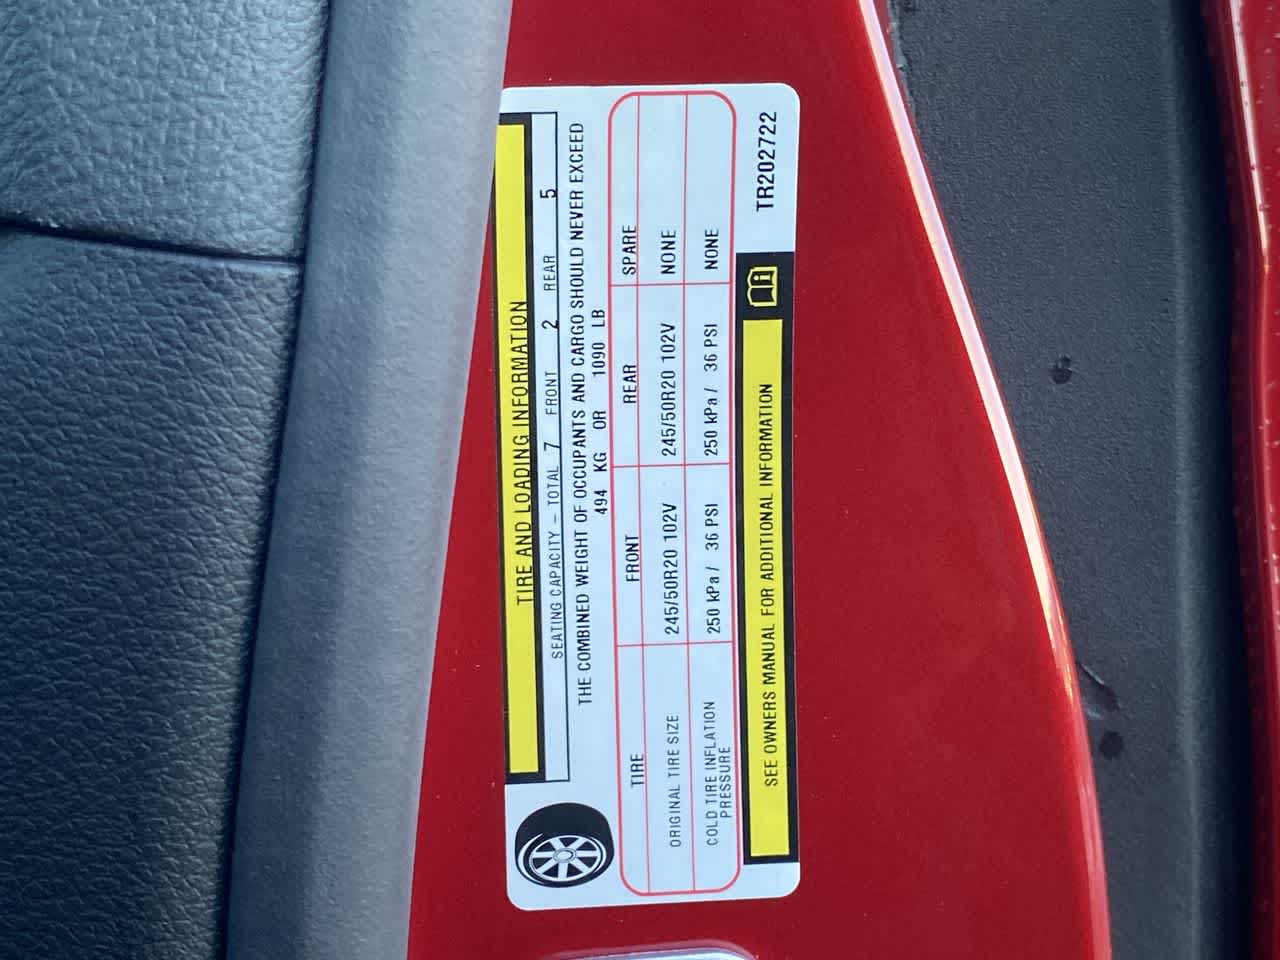 TIRE AND LOADING INFORMATION
SEATING CAPACITY – TOTAL 7 FRONT 2 REAR 5
THE COMBINED WEIGHT OF OCCUPANTS AND CARGO SHOULD NEVER EXCEED
494 KG OR 1090 LB
TIRE FRONT REAR SPARE
ORIGINAL TIRE SIZE 245/50R20 102V 245/50R20 102V NONE
COLD TIRE INFLATION PRESSURE 250 kPa / 36 PSI 250 kPa / 36 PSI NONE
SEE OWNERS MANUAL FOR ADDITIONAL INFORMATION
TR202722